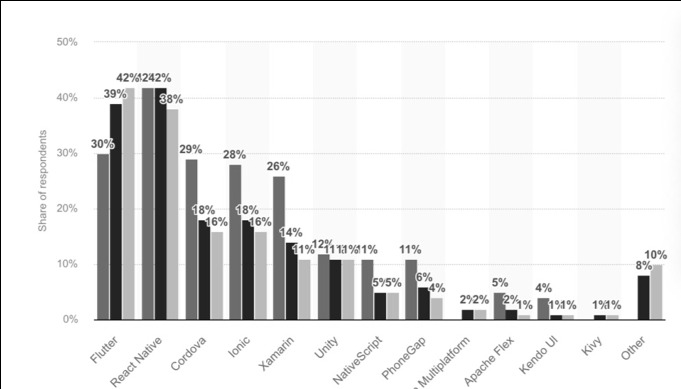 50%
40%
30%
20%
10%
0%
Share of respondents
30% 39% 42%
42% 42% 38%
29% 18% 16%
28% 18% 16%
26% 14% 11%
12% 11% 11%
11% 5% 5%
11% 6% 4%
2% 2%
5% 2% 1%
4% 1% 1%
1% 1%
8% 10%
Flutter
React Native
Cordova
Ionic
Xamarin
Unity
NativeScript
PhoneGap
Multiplatform
Apache Flex
Kendo UI
Kivy
Other